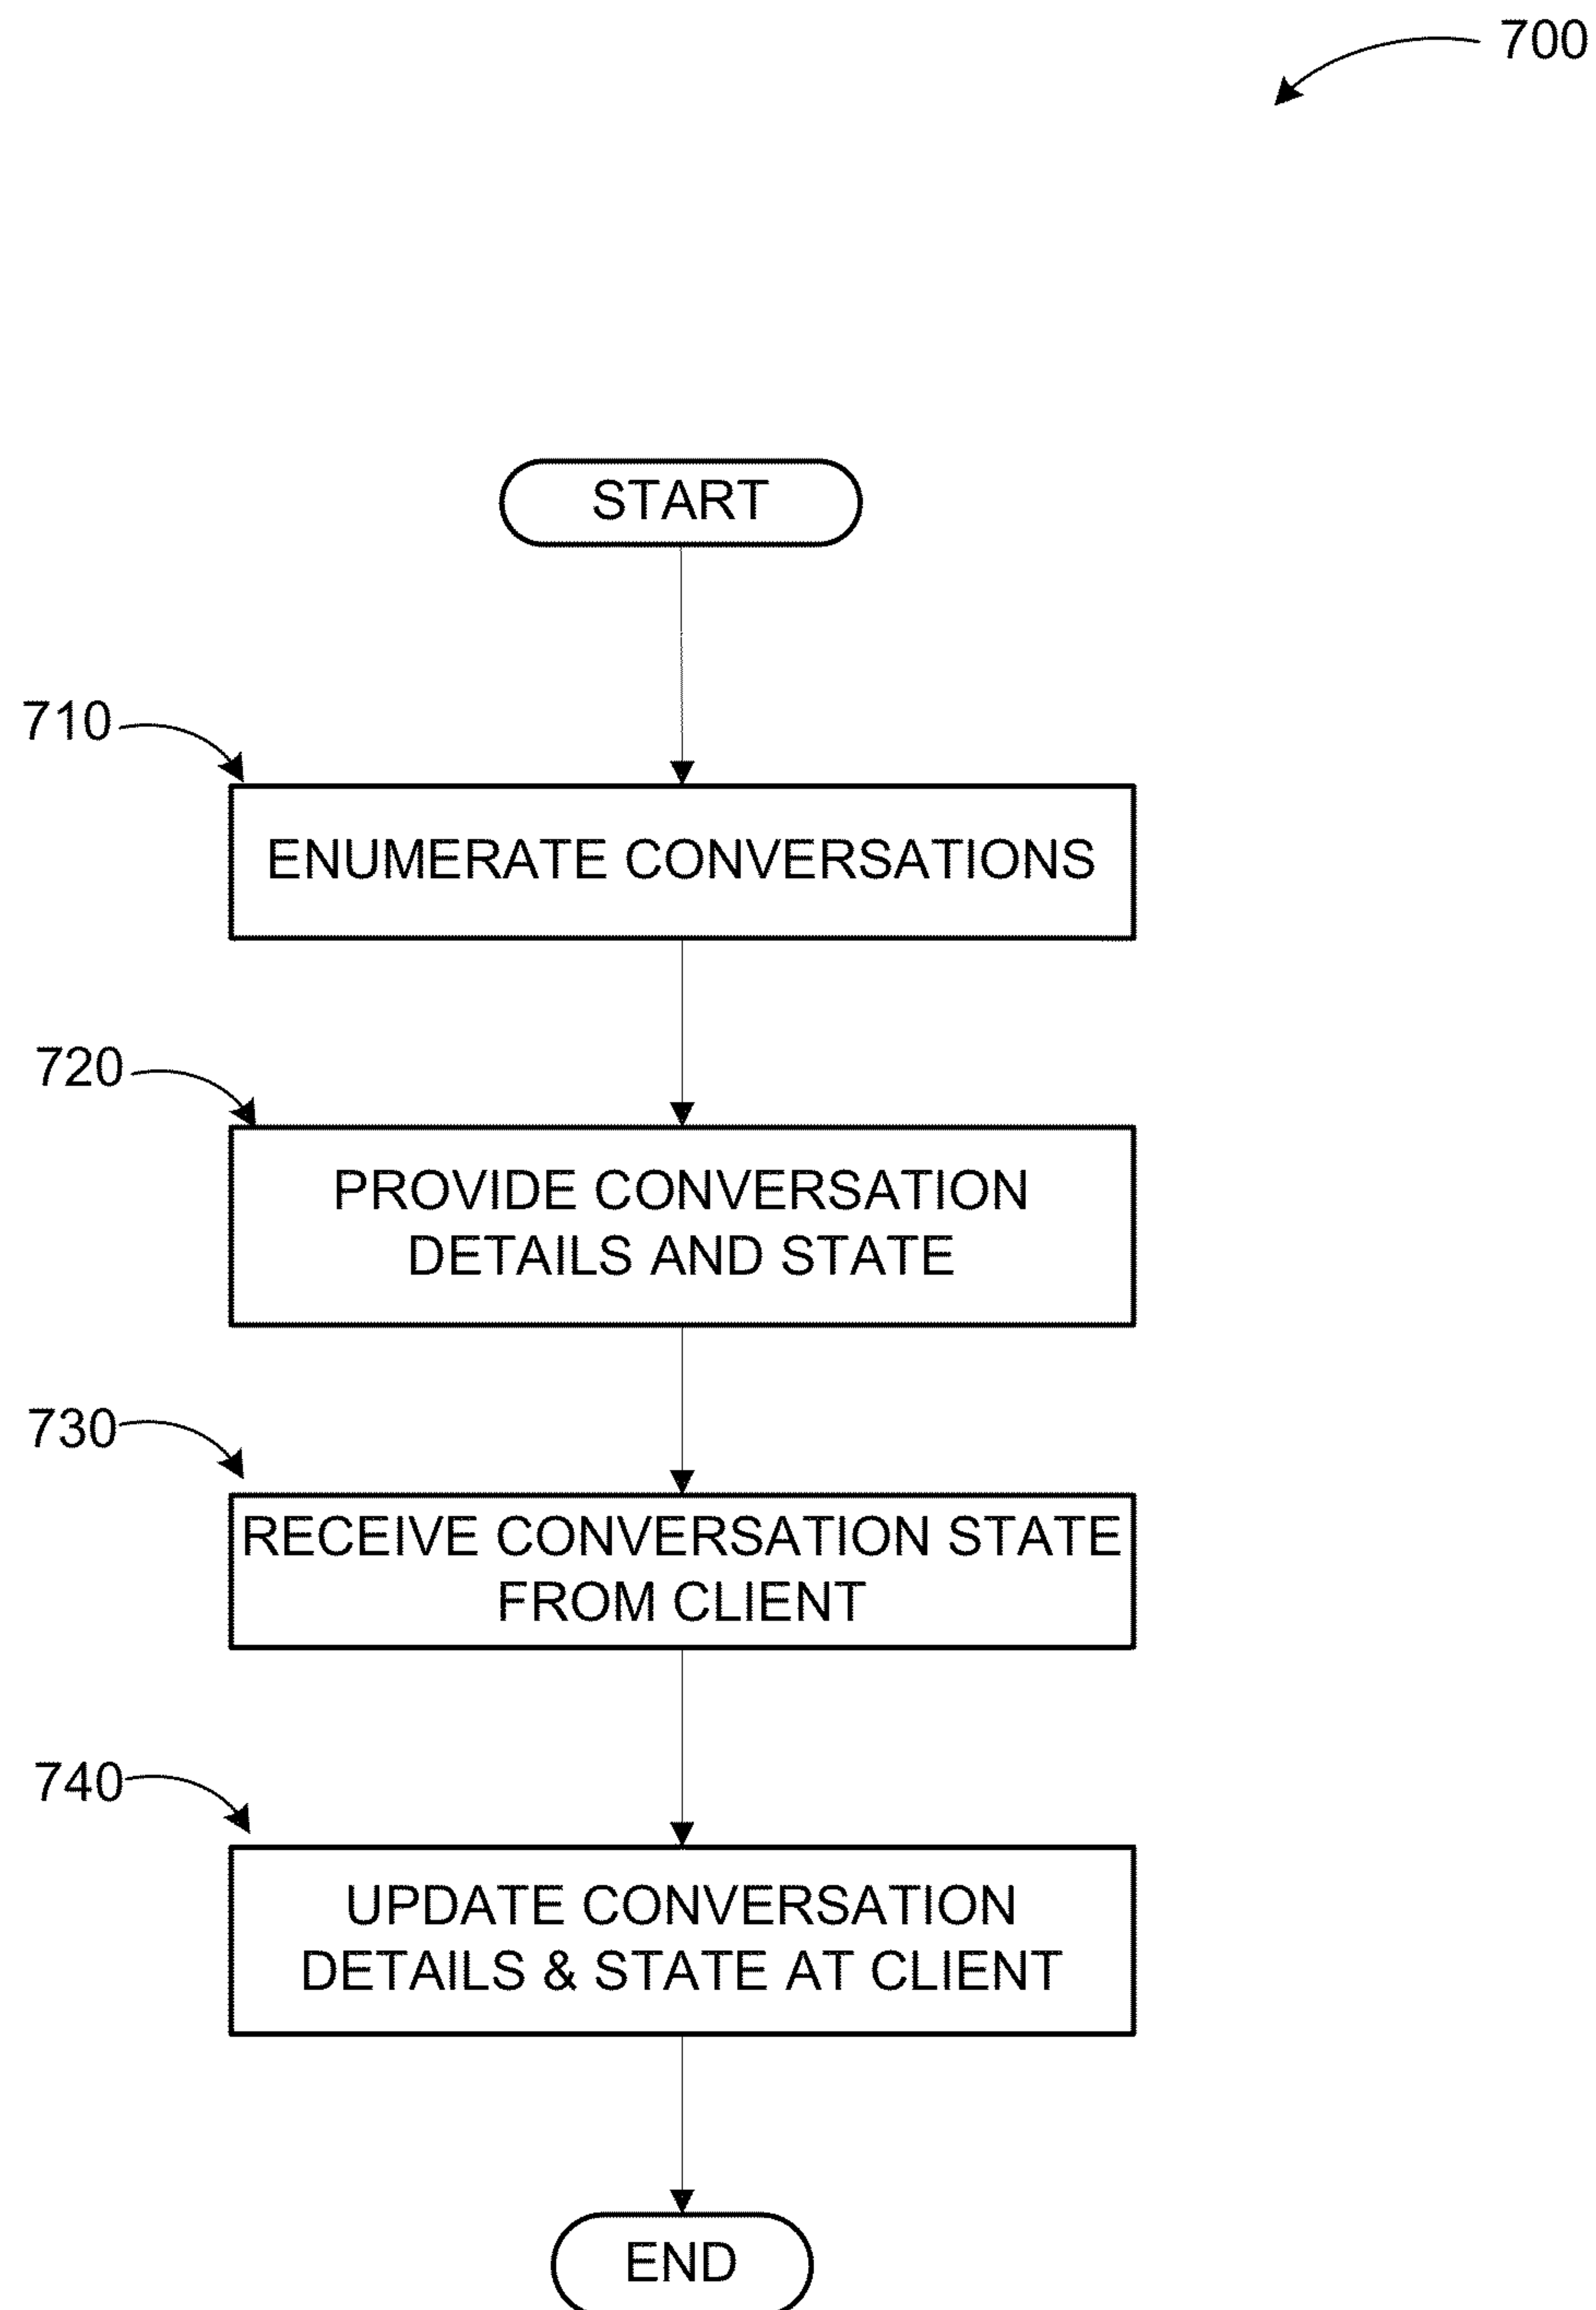 700
START
710
ENUMERATE CONVERSATIONS
720
PROVIDE CONVERSATION
DETAILS AND STATE
730
RECEIVE CONVERSATION STATE
FROM CLIENT
740
UPDATE CONVERSATION
DETAILS & STATE AT CLIENT
END